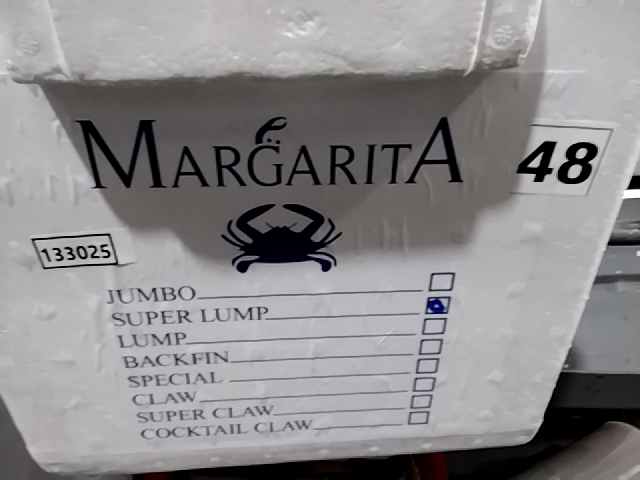 MARGARITA
48
133025
JUMBO
SUPER LUMP
LUMP
BACKFIN
SPECIAL
CLAW
SUPER CLAW
COCKTAIL CLAW